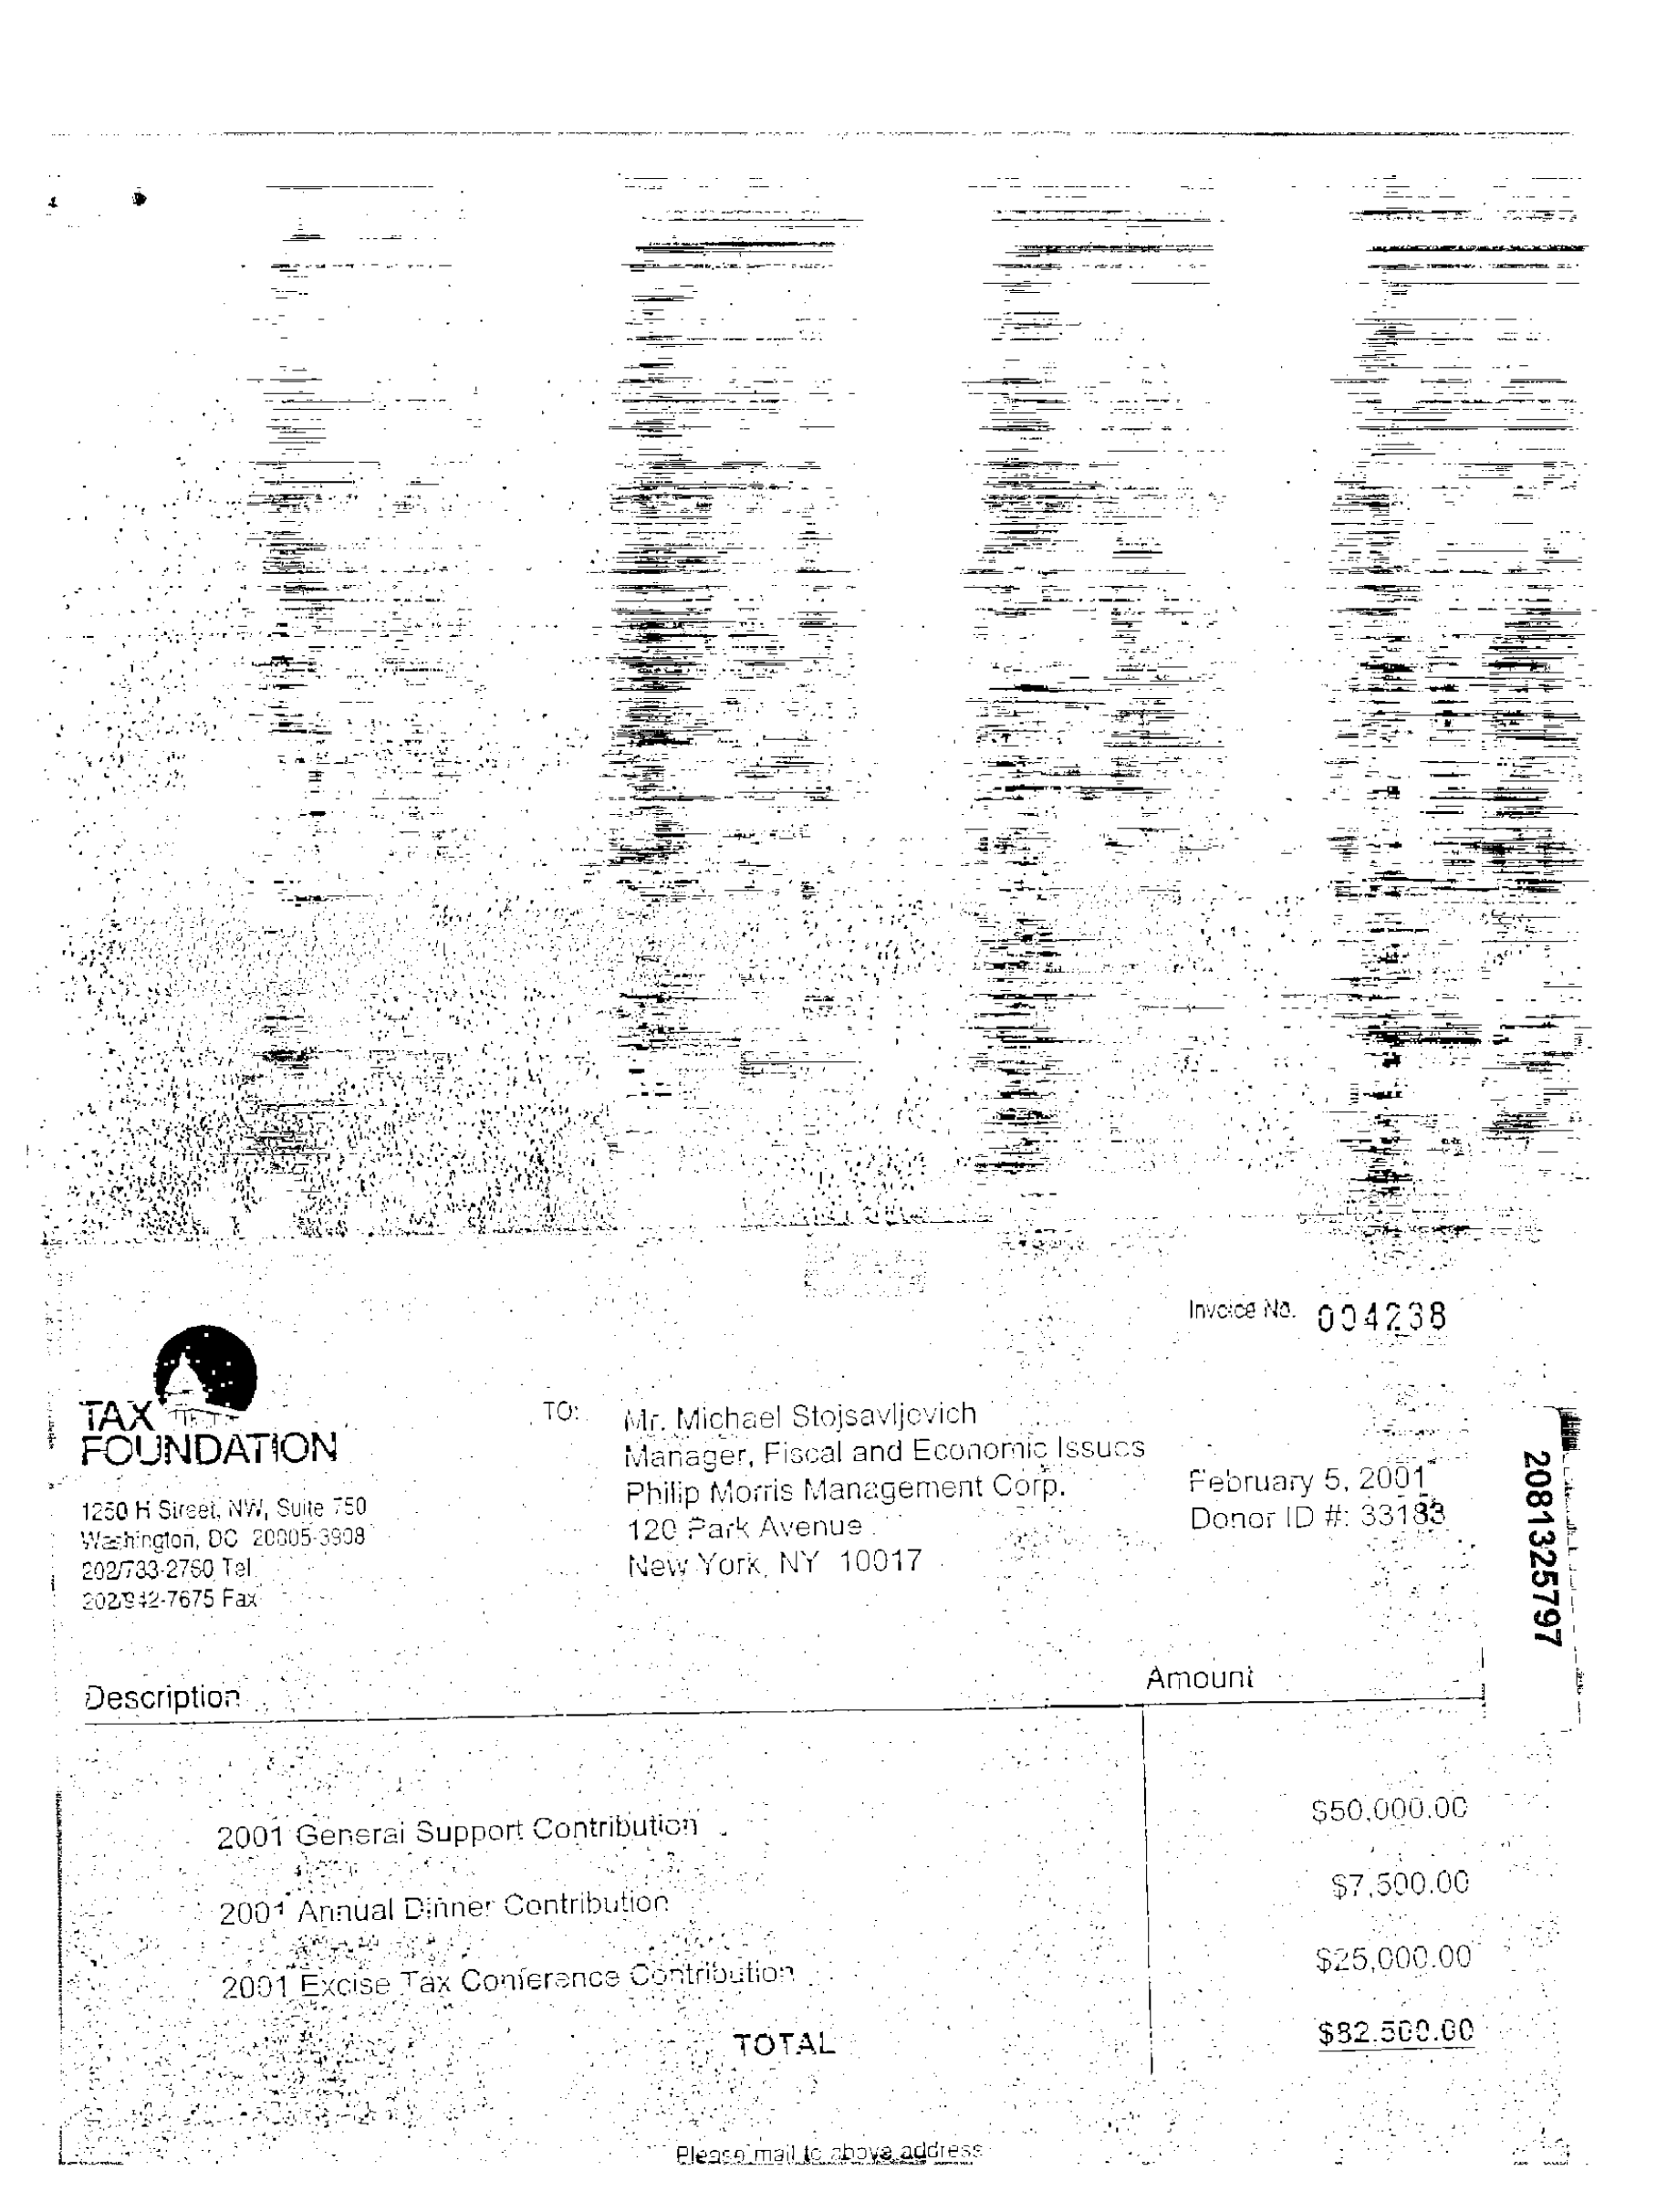 Invoice No. 004238
TAX
FOUNDATION
1250 H Street, NW, Suite 750
Washington, DC 20005-3908
202/783-2760 Tel
202/942-7675 Fax
TO:
Mr. Michael Stojsavljevich
Manager, Fiscal and Economic Issues
Philip Morris Management Corp.
120 Park Avenue
New York, NY 10017
February 5, 2001
Donor ID #: 33183
2081325797
Description Amount
2001 General Support Contribution $50,000.00
2001 Annual Dinner Contribution $7,500.00
2001 Excise Tax Conference Contribution $25,000.00
TOTAL $82,500.00
Please mail to above address